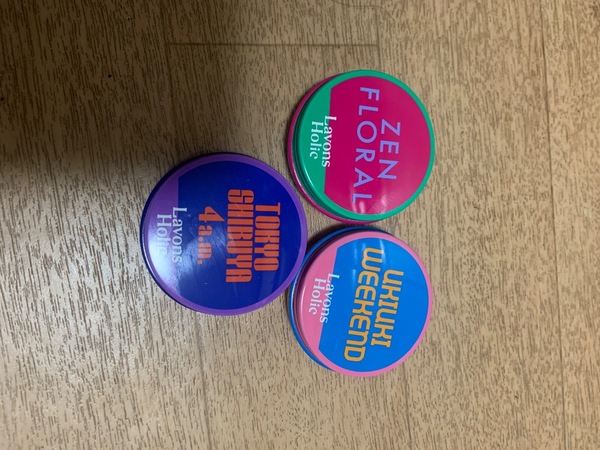 ZEN
FLORAL
Lavons
Holic
TOKYO
SHIBUYA
4 a.m.
Lavons
Holic
UKIUKI
WEEKEND
Lavons
Holic